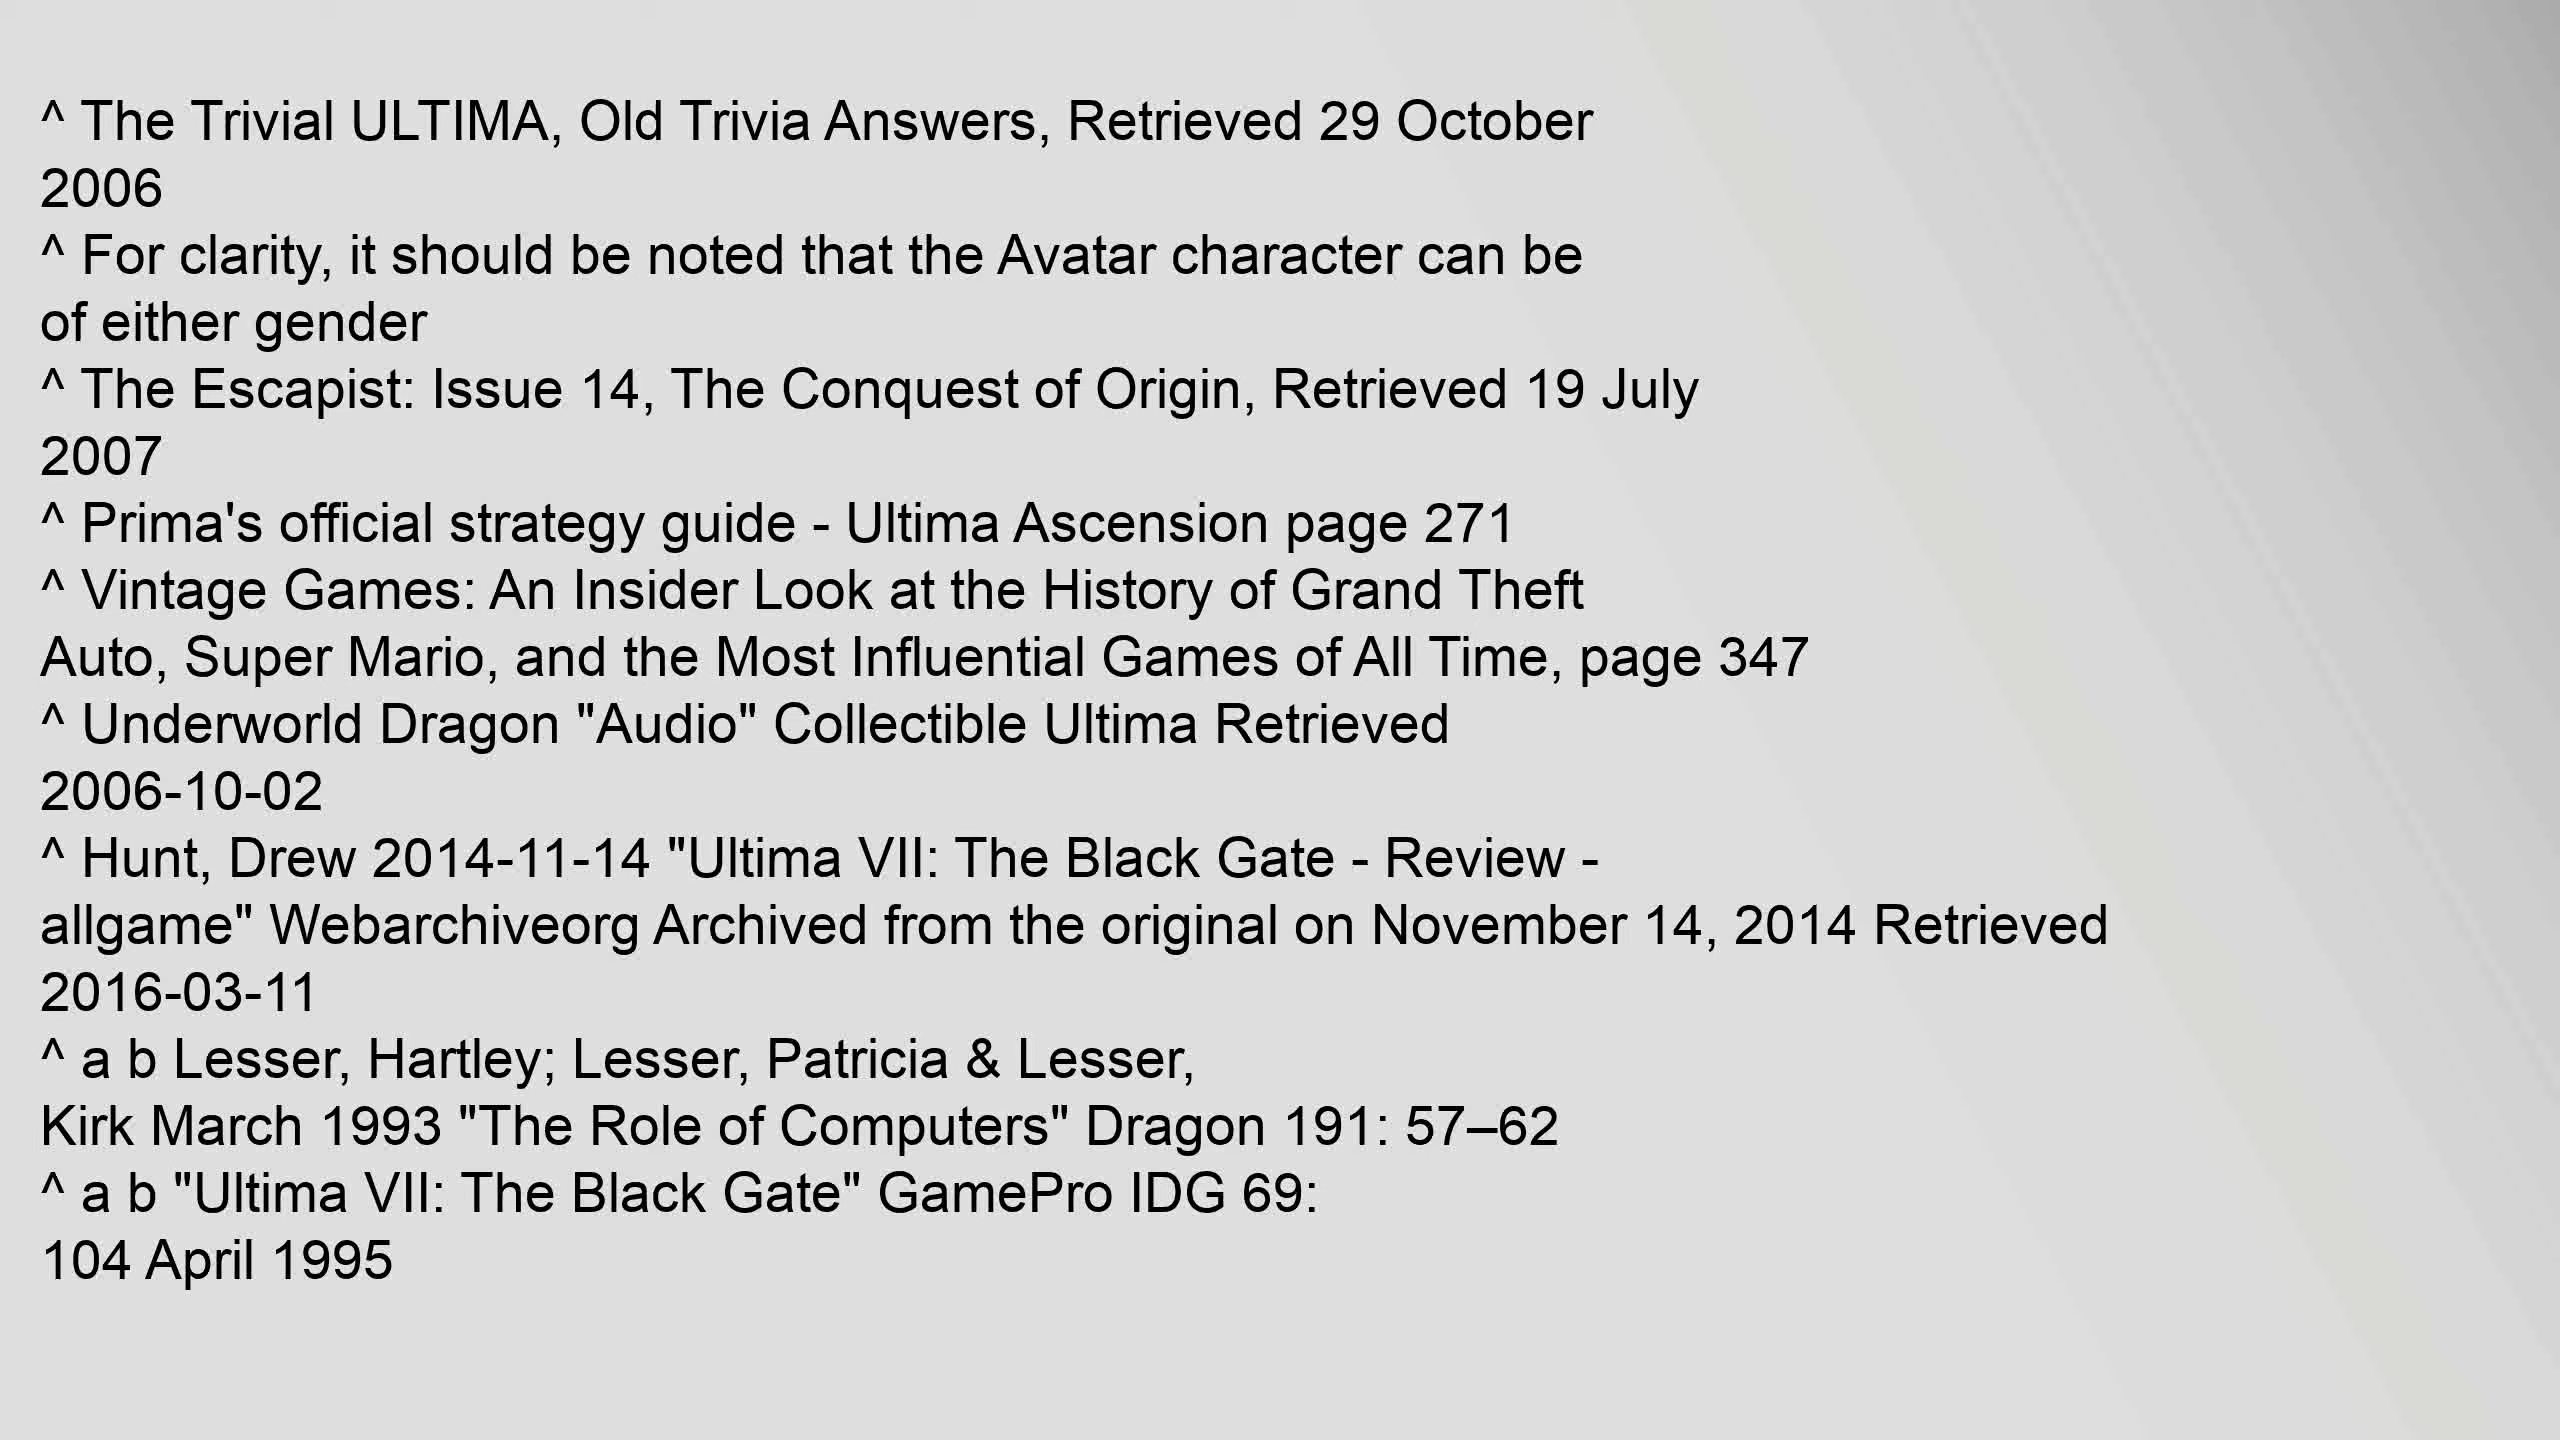 ^ The Trivial ULTIMA, Old Trivia Answers, Retrieved 29 October
2006
^ For clarity, it should be noted that the Avatar character can be
of either gender
^ The Escapist: Issue 14, The Conquest of Origin, Retrieved 19 July
2007
^ Prima's official strategy guide - Ultima Ascension page 271
^ Vintage Games: An Insider Look at the History of Grand Theft
Auto, Super Mario, and the Most Influential Games of All Time, page 347
^ Underworld Dragon "Audio" Collectible Ultima Retrieved
2006-10-02
^ Hunt, Drew 2014-11-14 "Ultima VII: The Black Gate - Review -
allgame" Webarchiveorg Archived from the original on November 14, 2014 Retrieved
2016-03-11
^ a b Lesser, Hartley; Lesser, Patricia & Lesser,
Kirk March 1993 "The Role of Computers" Dragon 191: 57–62
^ a b "Ultima VII: The Black Gate" GamePro IDG 69:
104 April 1995